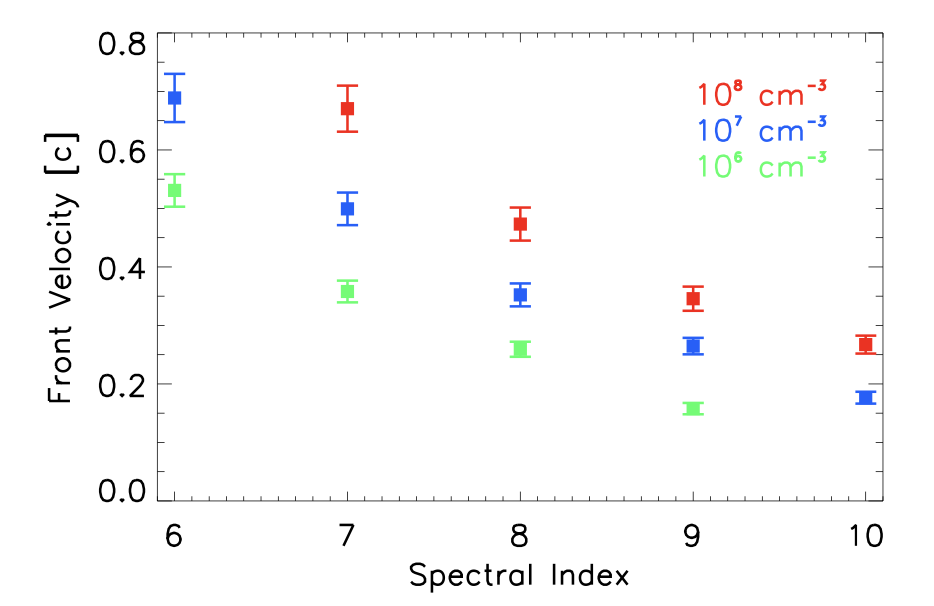 0.8
0.6
0.4
0.2
0.0
Front Velocity [c]
10⁸ cm⁻³
10⁷ cm⁻³
10⁶ cm⁻³
6 7 8 9 10
Spectral Index